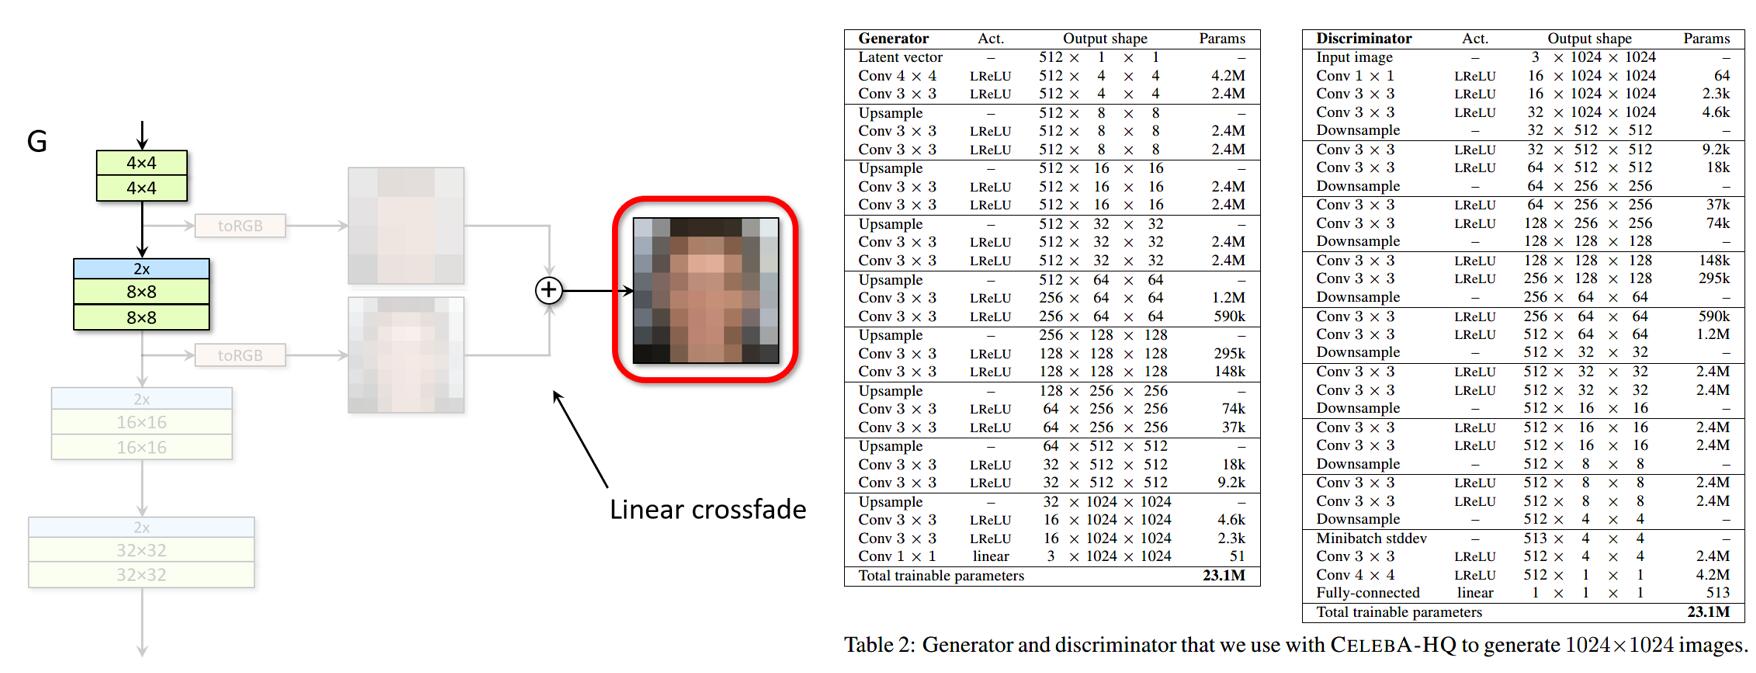 G
4×4
4×4
toRGB
2x
8×8
8×8
toRGB
2x
16×16
16×16
2x
32×32
32×32
+
Linear crossfade
Generator Act. Output shape Params
Latent vector – 512 × 1 × 1 –
Conv 4 × 4 LReLU 512 × 4 × 4 4.2M
Conv 3 × 3 LReLU 512 × 4 × 4 2.4M
Upsample – 512 × 8 × 8 –
Conv 3 × 3 LReLU 512 × 8 × 8 2.4M
Conv 3 × 3 LReLU 512 × 8 × 8 2.4M
Upsample – 512 × 16 × 16 –
Conv 3 × 3 LReLU 512 × 16 × 16 2.4M
Conv 3 × 3 LReLU 512 × 16 × 16 2.4M
Upsample – 512 × 32 × 32 –
Conv 3 × 3 LReLU 512 × 32 × 32 2.4M
Conv 3 × 3 LReLU 512 × 32 × 32 2.4M
Upsample – 512 × 64 × 64 –
Conv 3 × 3 LReLU 256 × 64 × 64 1.2M
Conv 3 × 3 LReLU 256 × 64 × 64 590k
Upsample – 256 × 128 × 128 –
Conv 3 × 3 LReLU 128 × 128 × 128 295k
Conv 3 × 3 LReLU 128 × 128 × 128 148k
Upsample – 128 × 256 × 256 –
Conv 3 × 3 LReLU 64 × 256 × 256 74k
Conv 3 × 3 LReLU 64 × 256 × 256 37k
Upsample – 64 × 512 × 512 –
Conv 3 × 3 LReLU 32 × 512 × 512 18k
Conv 3 × 3 LReLU 32 × 512 × 512 9.2k
Upsample – 32 × 1024 × 1024 –
Conv 3 × 3 LReLU 16 × 1024 × 1024 4.6k
Conv 3 × 3 LReLU 16 × 1024 × 1024 2.3k
Conv 1 × 1 linear 3 × 1024 × 1024 51
Total trainable parameters 23.1M
Discriminator Act. Output shape Params
Input image – 3 × 1024 × 1024 –
Conv 1 × 1 LReLU 16 × 1024 × 1024 64
Conv 3 × 3 LReLU 16 × 1024 × 1024 2.3k
Conv 3 × 3 LReLU 32 × 1024 × 1024 4.6k
Downsample – 32 × 512 × 512 –
Conv 3 × 3 LReLU 32 × 512 × 512 9.2k
Conv 3 × 3 LReLU 64 × 512 × 512 18k
Downsample – 64 × 256 × 256 –
Conv 3 × 3 LReLU 64 × 256 × 256 37k
Conv 3 × 3 LReLU 128 × 256 × 256 74k
Downsample – 128 × 128 × 128 –
Conv 3 × 3 LReLU 128 × 128 × 128 148k
Conv 3 × 3 LReLU 256 × 128 × 128 295k
Downsample – 256 × 64 × 64 –
Conv 3 × 3 LReLU 256 × 64 × 64 590k
Conv 3 × 3 LReLU 512 × 64 × 64 1.2M
Downsample – 512 × 32 × 32 –
Conv 3 × 3 LReLU 512 × 32 × 32 2.4M
Conv 3 × 3 LReLU 512 × 32 × 32 2.4M
Downsample – 512 × 16 × 16 –
Conv 3 × 3 LReLU 512 × 16 × 16 2.4M
Conv 3 × 3 LReLU 512 × 16 × 16 2.4M
Downsample – 512 × 8 × 8 –
Conv 3 × 3 LReLU 512 × 8 × 8 2.4M
Conv 3 × 3 LReLU 512 × 8 × 8 2.4M
Downsample – 512 × 4 × 4 –
Minibatch stddev – 513 × 4 × 4 –
Conv 3 × 3 LReLU 512 × 4 × 4 2.4M
Conv 4 × 4 LReLU 512 × 1 × 1 4.2M
Fully-connected linear 1 × 1 × 1 513
Total trainable parameters 23.1M
Table 2: Generator and discriminator that we use with CELEBA-HQ to generate 1024×1024 images.